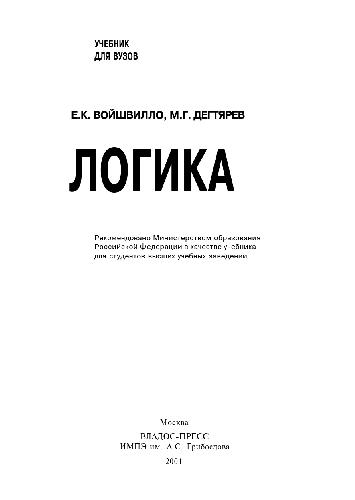 УЧЕБНИК
ДЛЯ ВУЗОВ
Е.К. ВОЙШВИЛЛО, М.Г. ДЕГТЯРЕВ
ЛОГИКА
Рекомендовано Министерством образования
Российской Федерации в качестве учебника
для студентов высших учебных заведений
Москва
ВЛАДОС-ПРЕСС
ИМПЭ им. А.С. Грибоедова
2001